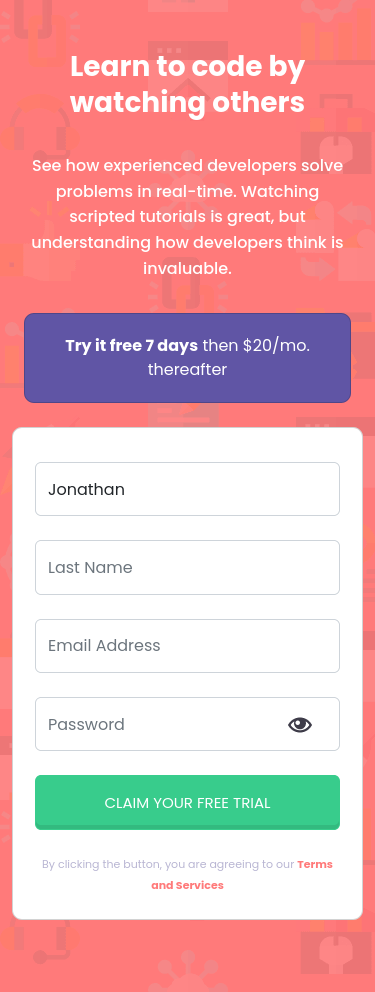 Learn to code by
watching others
See how experienced developers solve
problems in real-time. Watching
scripted tutorials is great, but
understanding how developers think is
invaluable.
Try it free 7 days then $20/mo.
thereafter
Jonathan
Last Name
Email Address
Password
CLAIM YOUR FREE TRIAL
By clicking the button, you are agreeing to our Terms
and Services